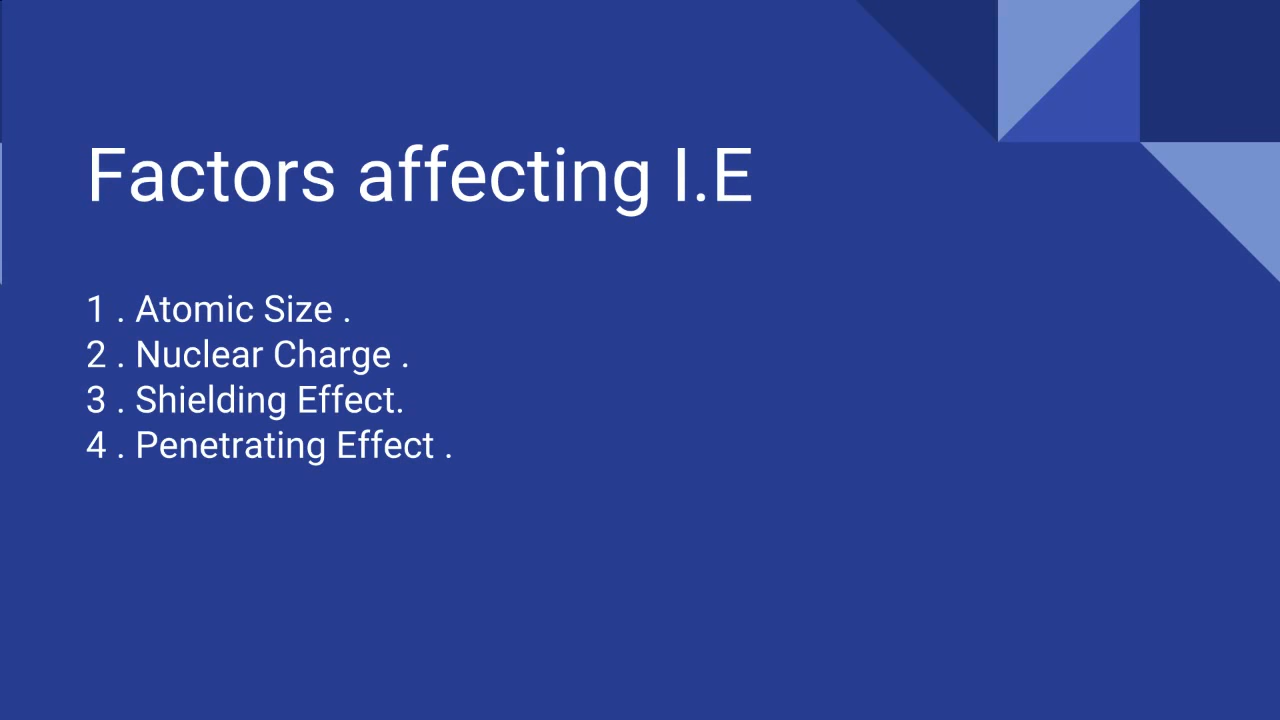 Factors affecting I.E
1 . Atomic Size .
2 . Nuclear Charge .
3 . Shielding Effect.
4 . Penetrating Effect .